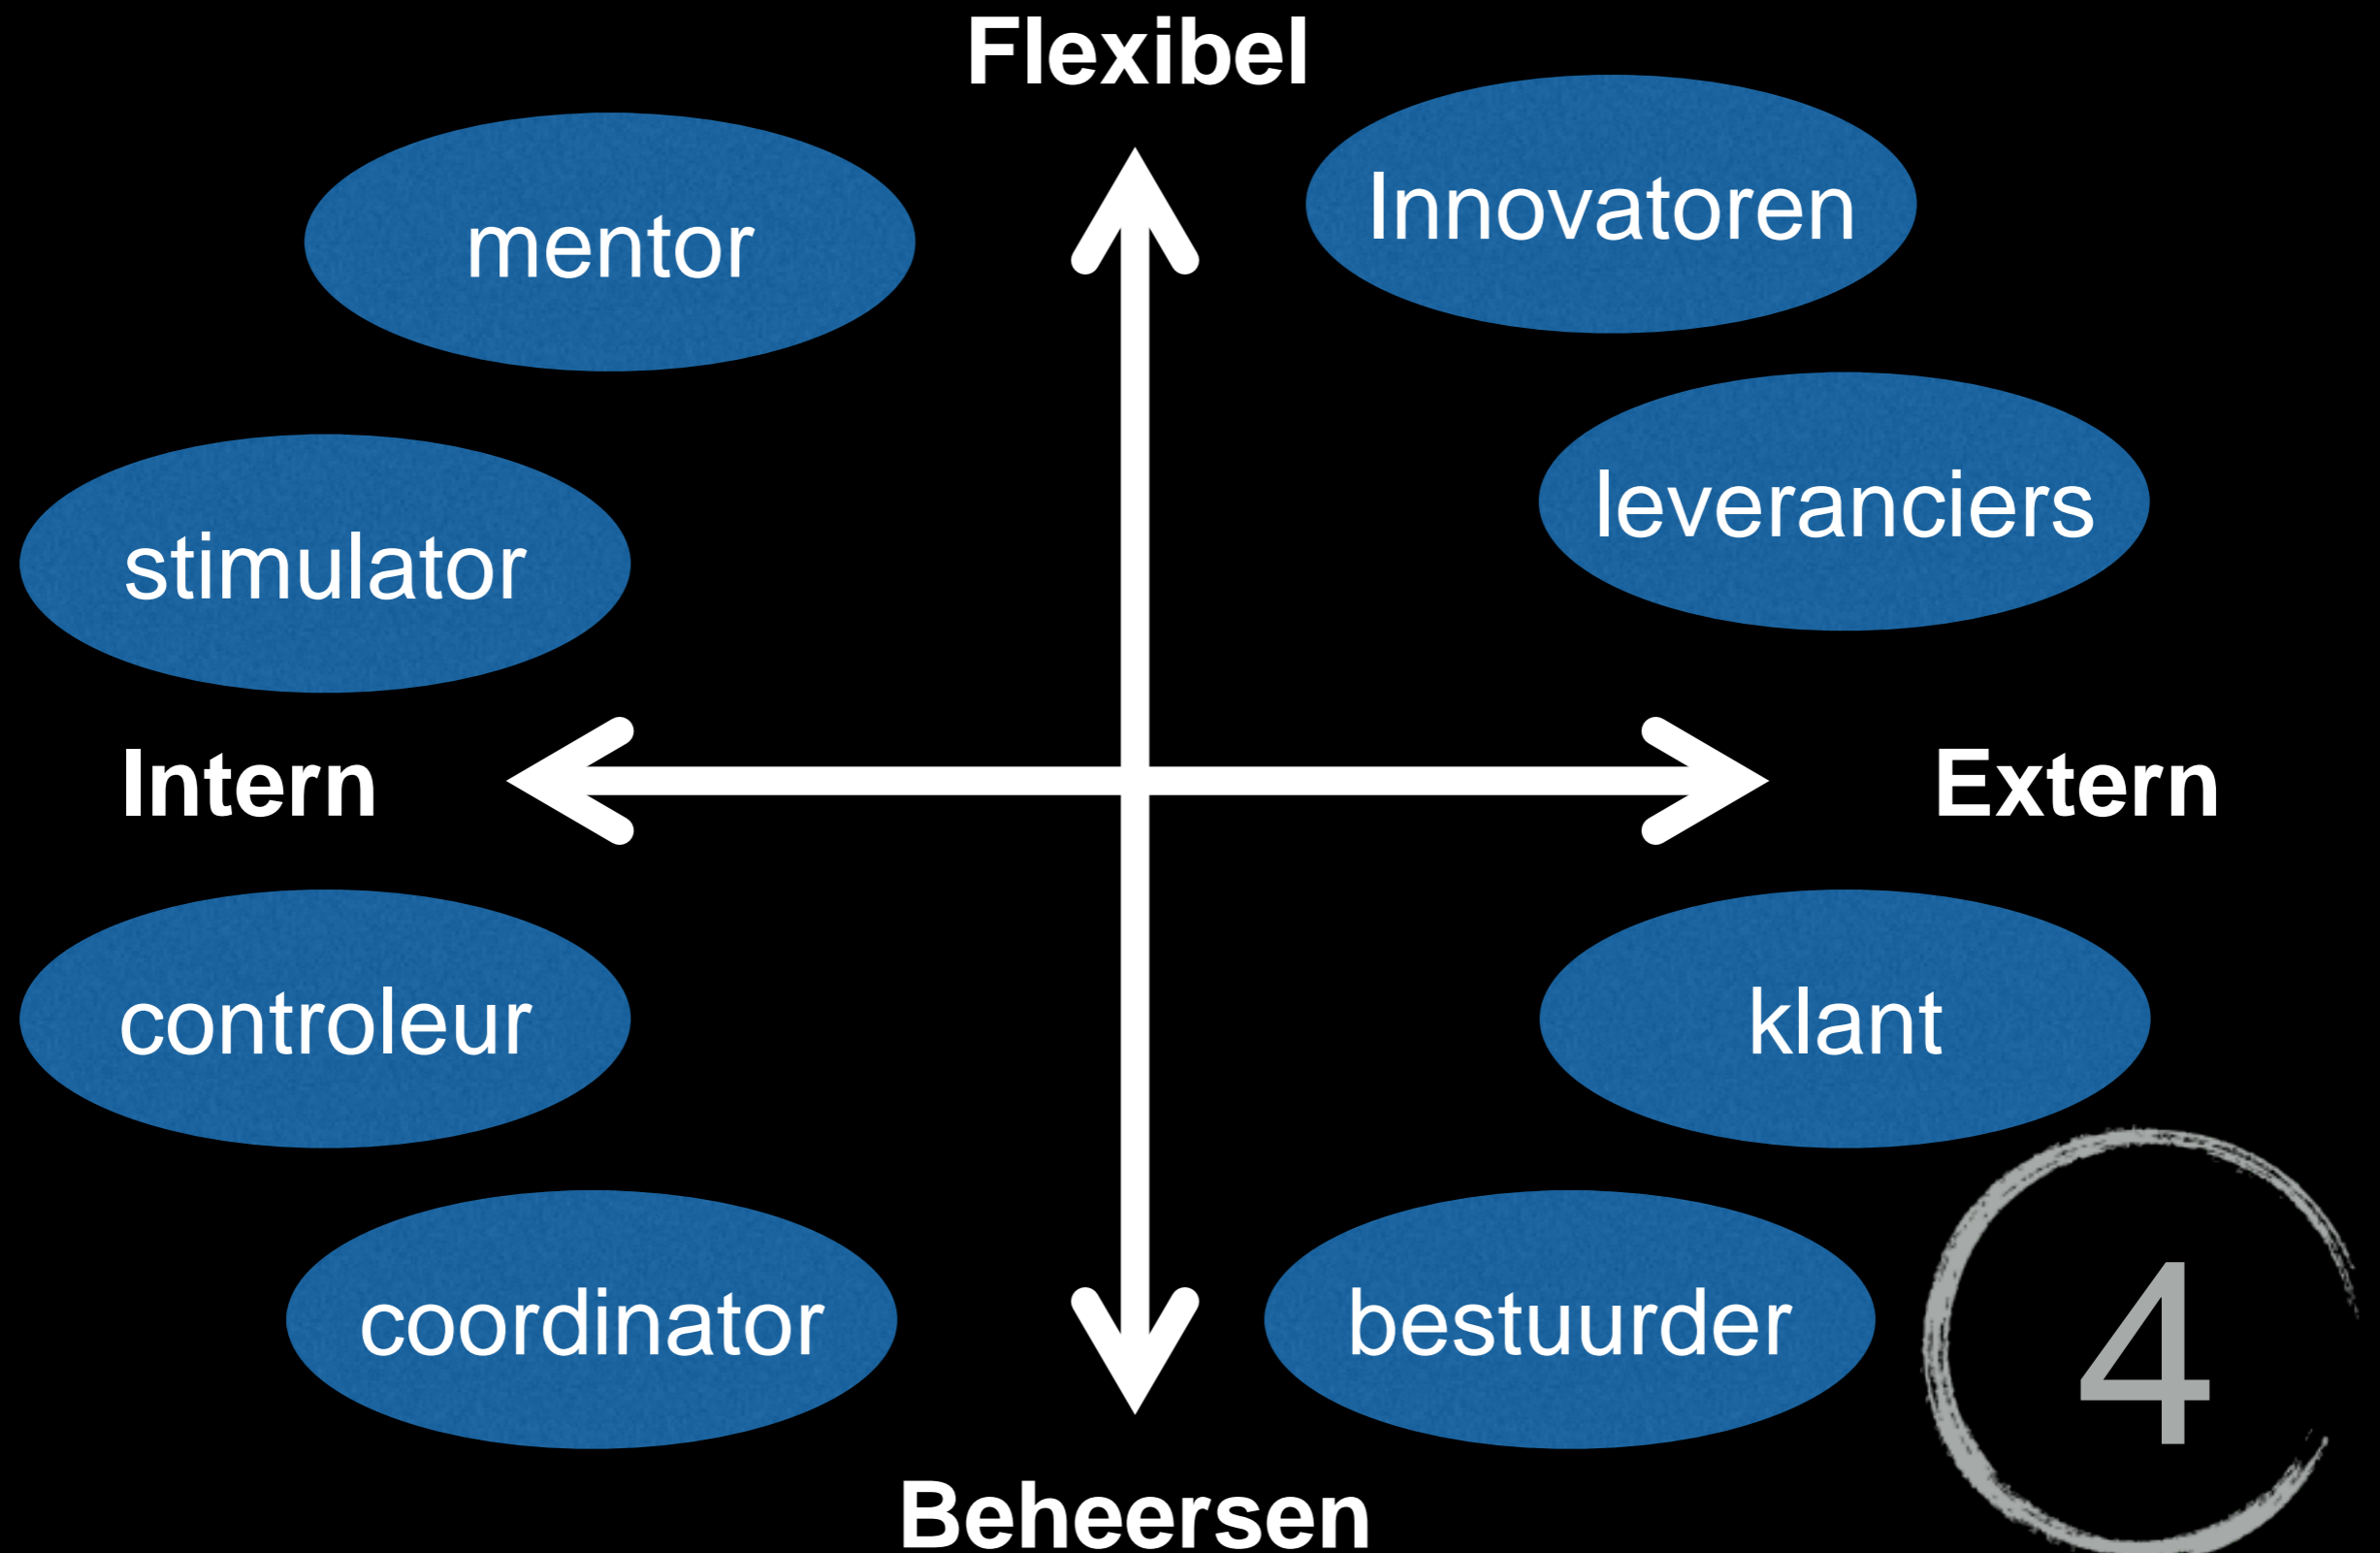 Flexibel
mentor
Innovatoren
stimulator
leveranciers
Intern
Extern
controleur
klant
coordinator
bestuurder
4
Beheersen